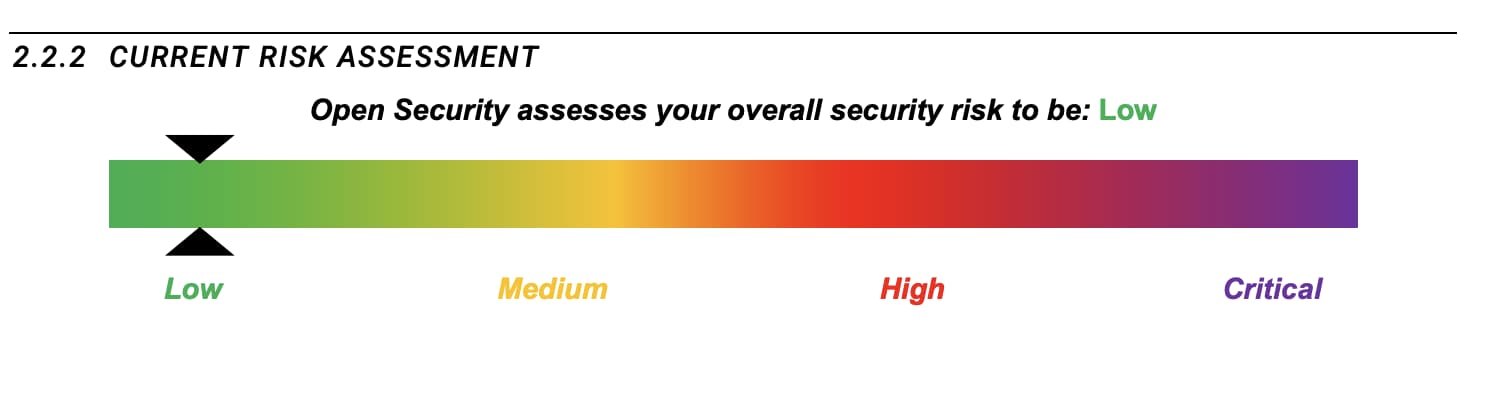 2.2.2 CURRENT RISK ASSESSMENT
Open Security assesses your overall security risk to be: Low
Low Medium High Critical